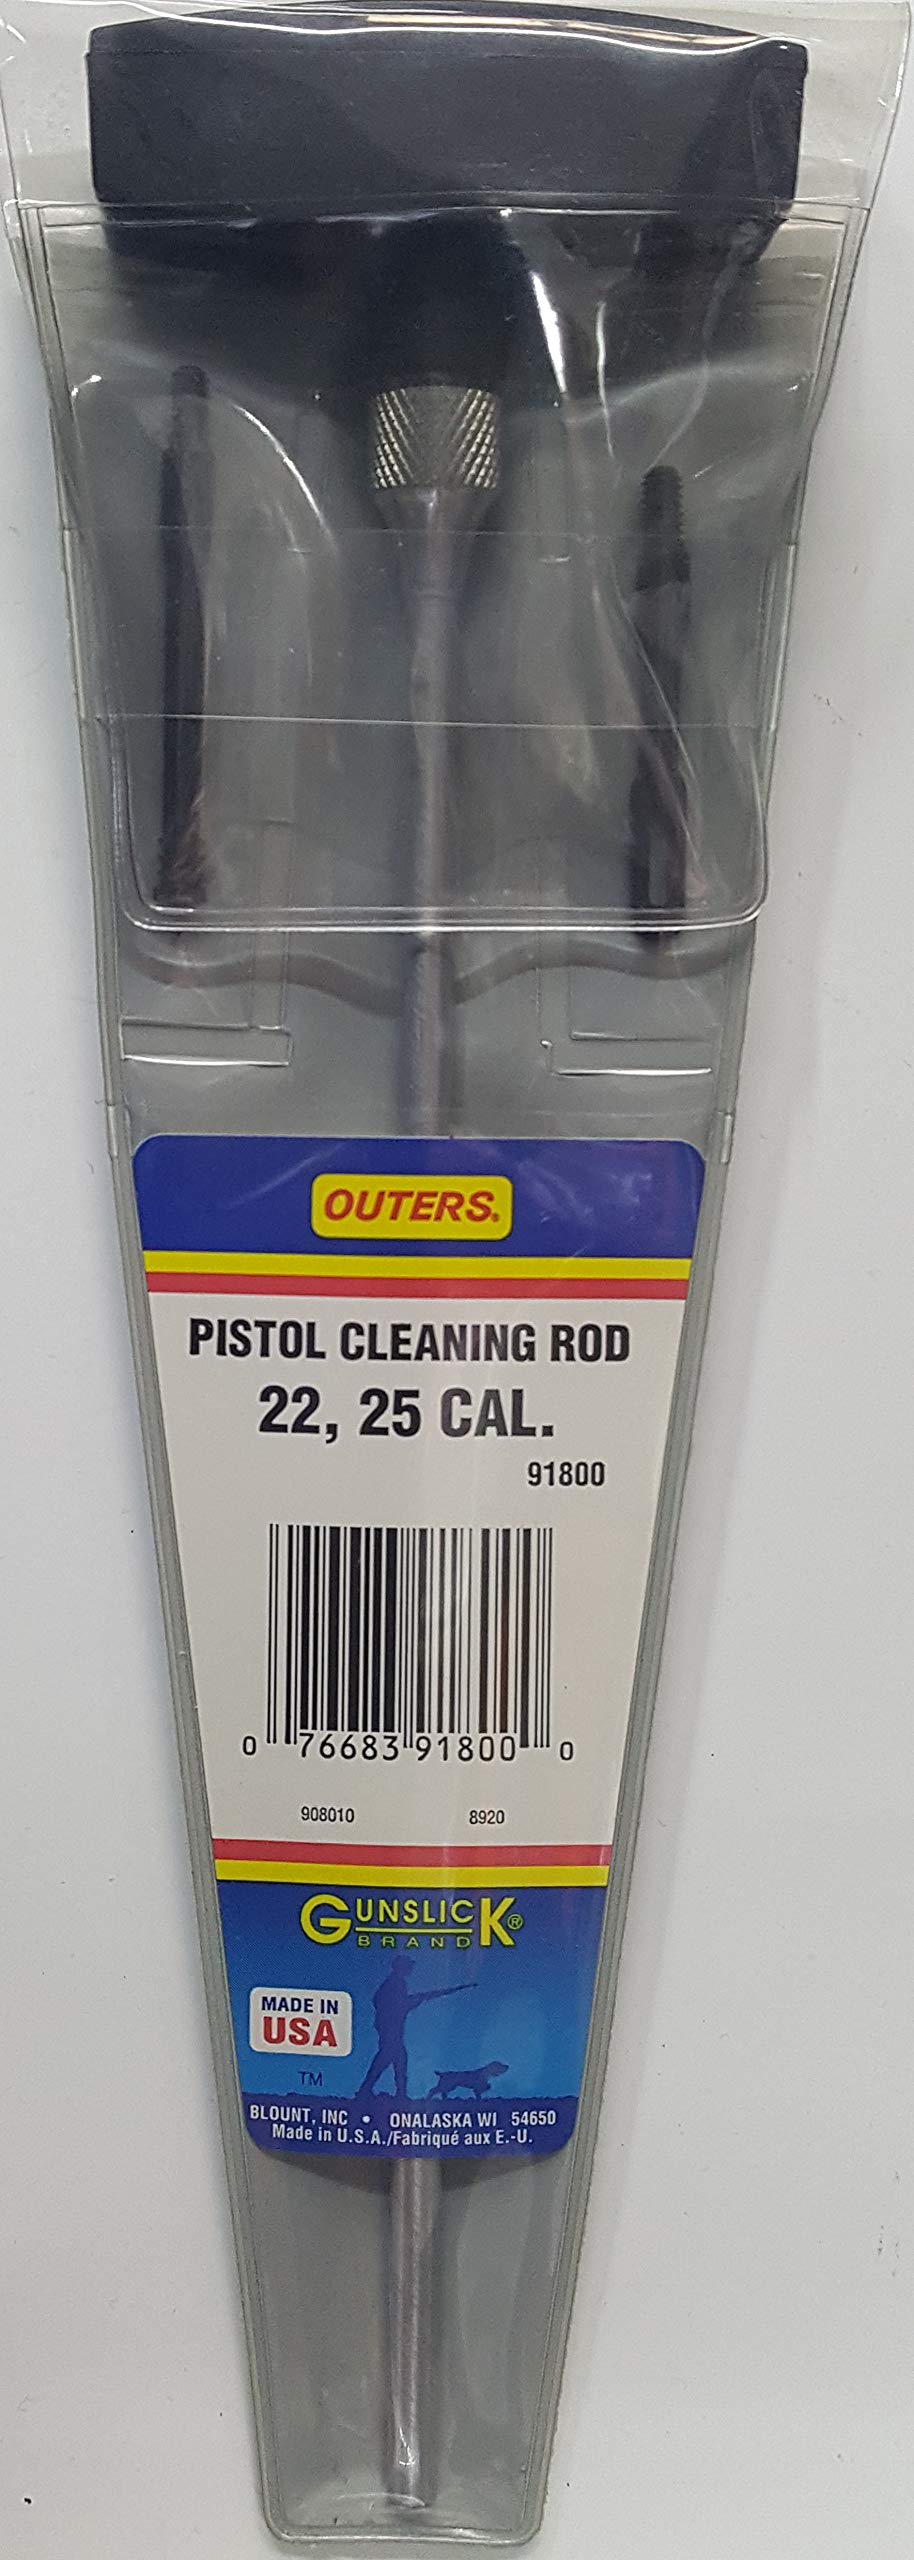 OUTERS®
PISTOL CLEANING ROD
22, 25 CAL.
91800
0 76683 91800 0
908010 8920
GUNSLICK®
BRAND
MADE IN
USA
TM
BLOUNT, INC • ONALASKA WI 54650
Made in U.S.A./Fabriqué aux E.-U.